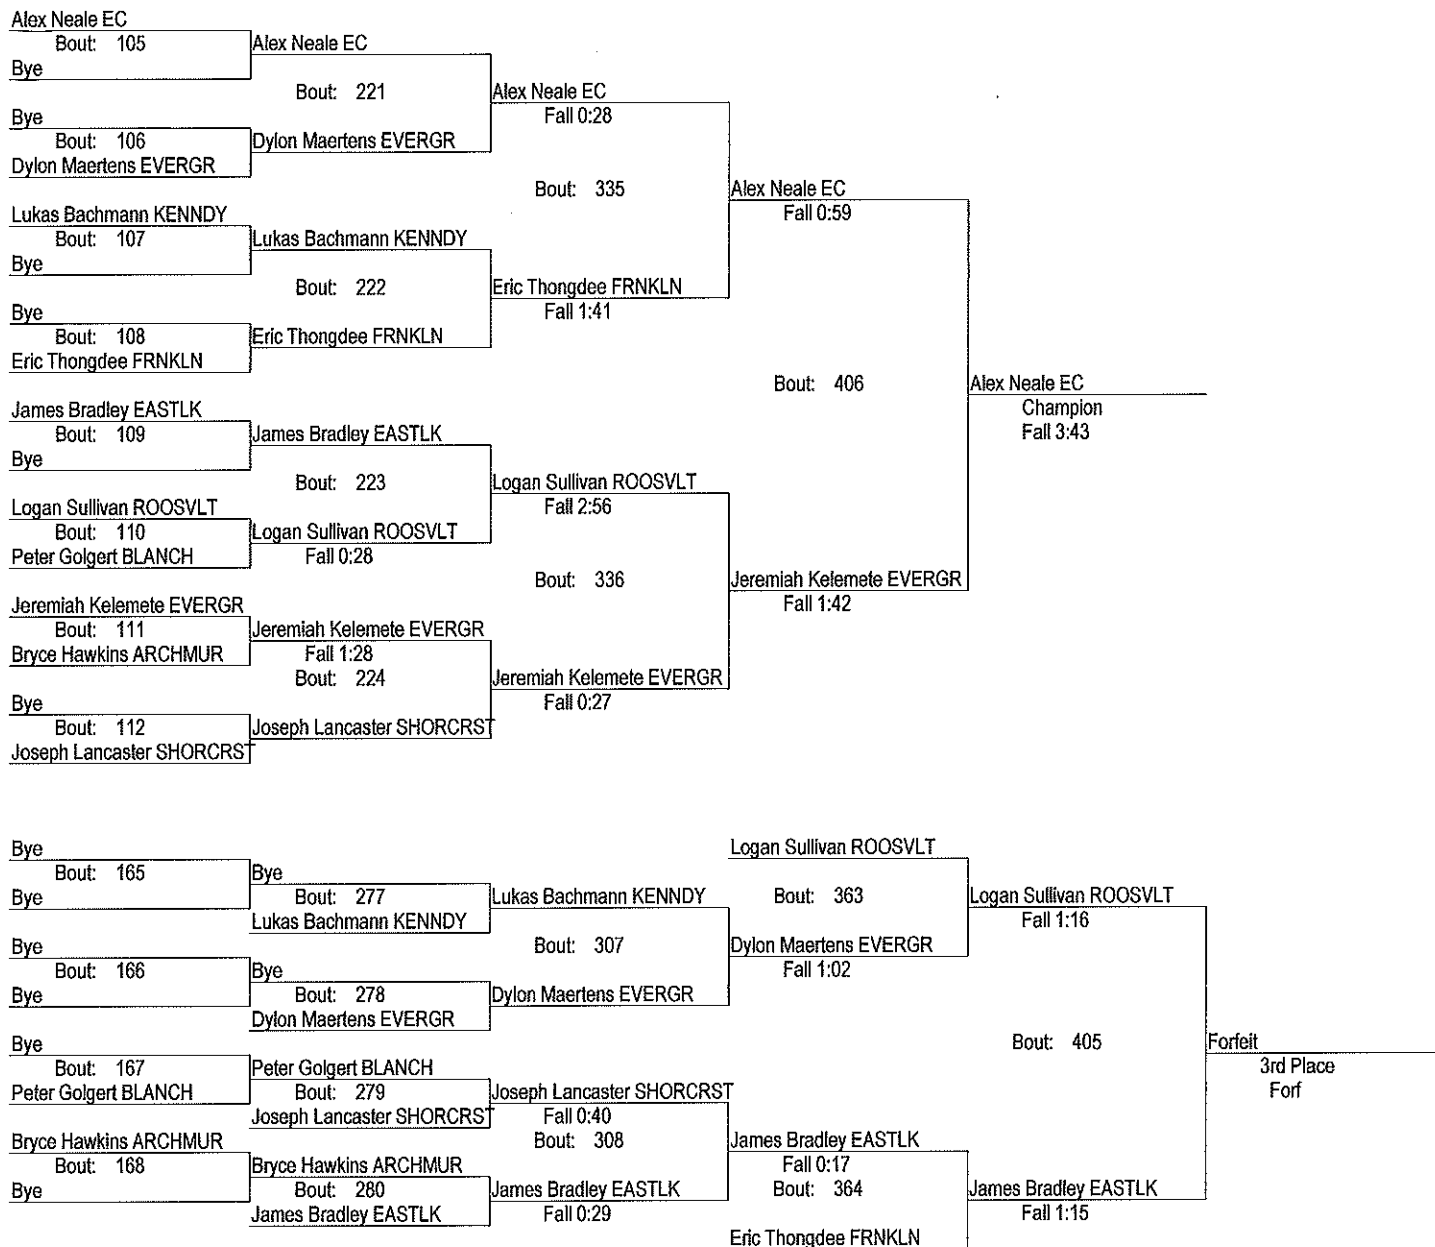 Alex Neale EC
Bout: 105
Alex Neale EC
Bye
Bout: 221
Alex Neale EC
Bye
Fall 0:28
Bout: 106
Dylon Maertens EVERGR
Dylon Maertens EVERGR
Bout: 335
Alex Neale EC
Lukas Bachmann KENNDY
Fall 0:59
Bout: 107
Lukas Bachmann KENNDY
Bye
Bout: 222
Eric Thongdee FRNKLN
Bye
Fall 1:41
Bout: 108
Eric Thongdee FRNKLN
Eric Thongdee FRNKLN
Bout: 406
Alex Neale EC
James Bradley EASTLK
Champion
Bout: 109
James Bradley EASTLK
Fall 3:43
Bye
Bout: 223
Logan Sullivan ROOSVLT
Logan Sullivan ROOSVLT
Fall 2:56
Bout: 110
Logan Sullivan ROOSVLT
Peter Golgert BLANCH
Fall 0:28
Bout: 336
Jeremiah Kelemete EVERGR
Jeremiah Kelemete EVERGR
Fall 1:42
Bout: 111
Jeremiah Kelemete EVERGR
Bryce Hawkins ARCHMUR
Fall 1:28
Bout: 224
Jeremiah Kelemete EVERGR
Bye
Fall 0:27
Bout: 112
Joseph Lancaster SHORCRST
Joseph Lancaster SHORCRST
Bye
Logan Sullivan ROOSVLT
Bout: 165
Bye
Bye
Bout: 277
Lukas Bachmann KENNDY
Bout: 363
Logan Sullivan ROOSVLT
Lukas Bachmann KENNDY
Fall 1:16
Bye
Bout: 307
Dylon Maertens EVERGR
Bout: 166
Bye
Fall 1:02
Bye
Bout: 278
Dylon Maertens EVERGR
Dylon Maertens EVERGR
Bye
Bout: 405
Forfeit
Bout: 167
Peter Golgert BLANCH
3rd Place
Peter Golgert BLANCH
Bout: 279
Joseph Lancaster SHORCRST
Forf
Joseph Lancaster SHORCRST
Fall 0:40
Bryce Hawkins ARCHMUR
Bout: 308
James Bradley EASTLK
Bout: 168
Bryce Hawkins ARCHMUR
Fall 0:17
Bye
Bout: 280
James Bradley EASTLK
Bout: 364
James Bradley EASTLK
James Bradley EASTLK
Fall 0:29
Fall 1:15
Eric Thongdee FRNKLN